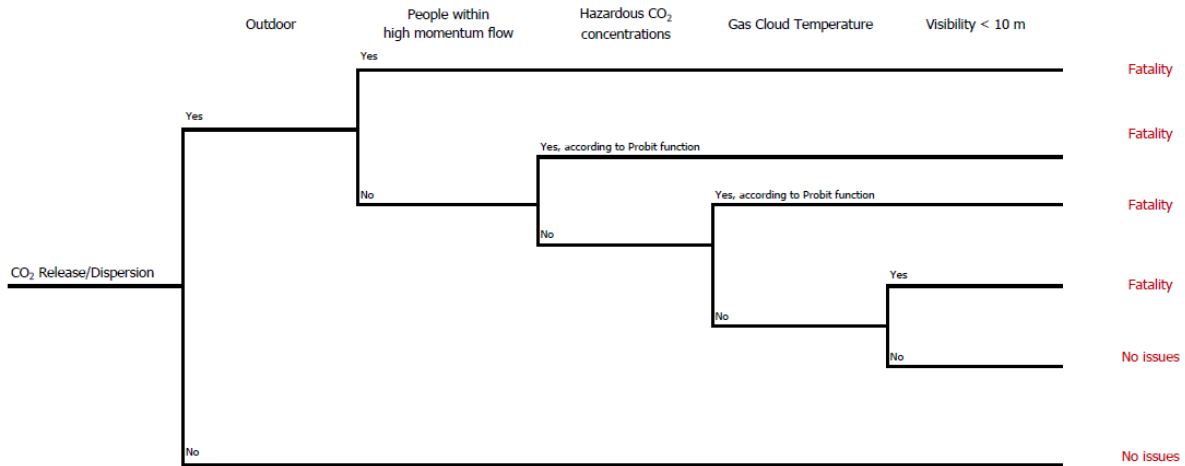 Outdoor
People within
high momentum flow
Hazardous CO₂
concentrations
Gas Cloud Temperature
Visibility < 10 m
Yes
Fatality
Yes
Fatality
Yes, according to Probit function
No
Yes, according to Probit function
Fatality
No
CO₂ Release/Dispersion
Yes
Fatality
No
No
No issues
No
No issues